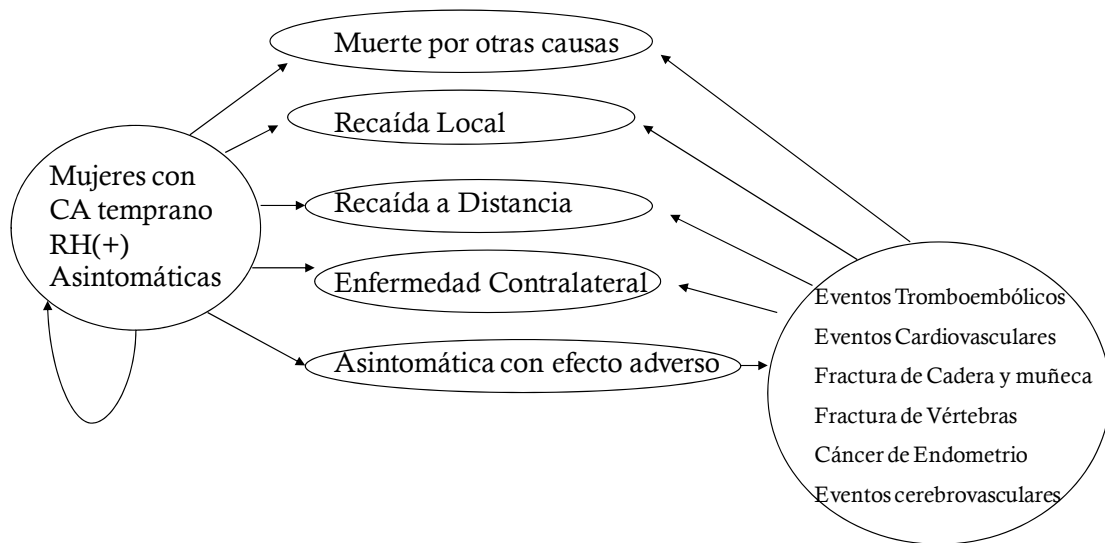 Muerte por otras causas
Recaída Local
Mujeres con
CA temprano
RH(+)
Asintomáticas
Recaída a Distancia
Enfermedad Contralateral
Asintomática con efecto adverso
Eventos Tromboembólicos
Eventos Cardiovasculares
Fractura de Cadera y muñeca
Fractura de Vértebras
Cáncer de Endometrio
Eventos cerebrovasculares